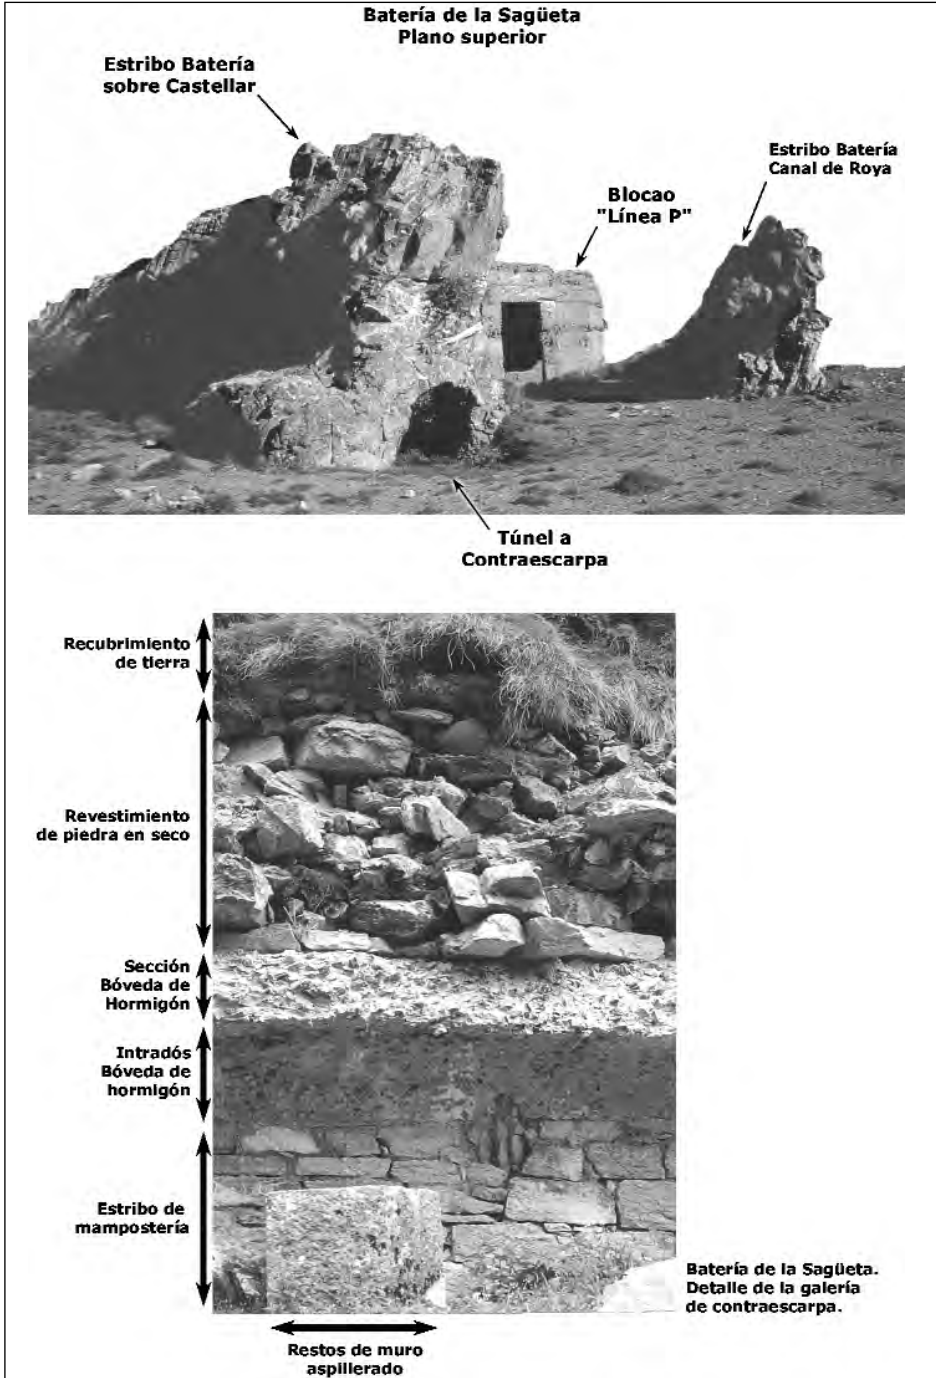 Batería de la Sagüeta
Plano superior
Estribo Batería
sobre Castellar
Estribo Batería
Canal de Roya
Blocao
"Línea P"
Túnel a
Contraescarpa
Recubrimiento
de tierra
Revestimiento
de piedra en seco
Sección
Bóveda de
Hormigón
Intradós
Bóveda de
hormigón
Estribo de
mampostería
Batería de la Sagüeta.
Detalle de la galería
de contraescarpa.
Restos de muro
aspillerado